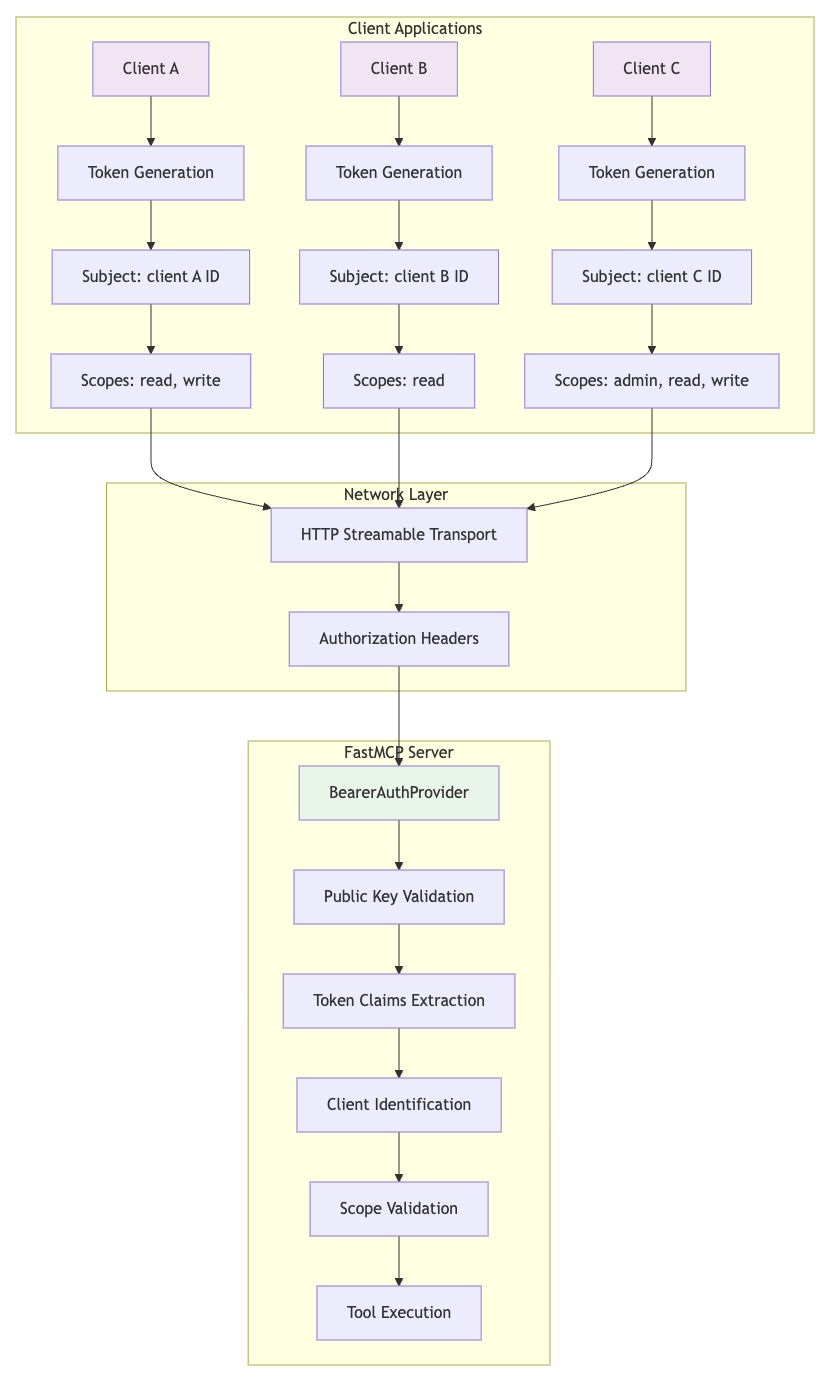 Client Applications
Client A
Client B
Client C
Token Generation
Token Generation
Token Generation
Subject: client A ID
Subject: client B ID
Subject: client C ID
Scopes: read, write
Scopes: read
Scopes: admin, read, write
Network Layer
HTTP Streamable Transport
Authorization Headers
FastMCP Server
BearerAuthProvider
Public Key Validation
Token Claims Extraction
Client Identification
Scope Validation
Tool Execution